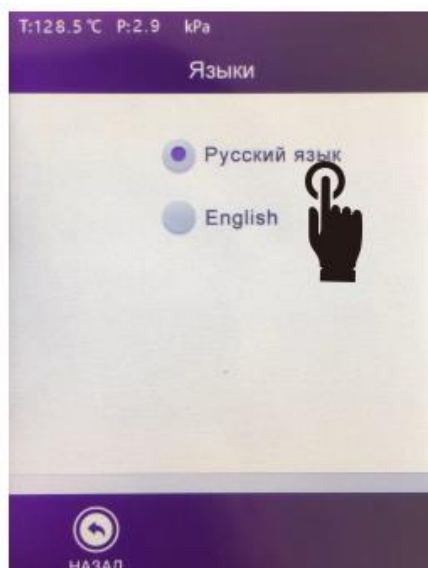 T:128.5 ℃ P:2.9 kPa
Языки
Русский язык
English
НАЗАД